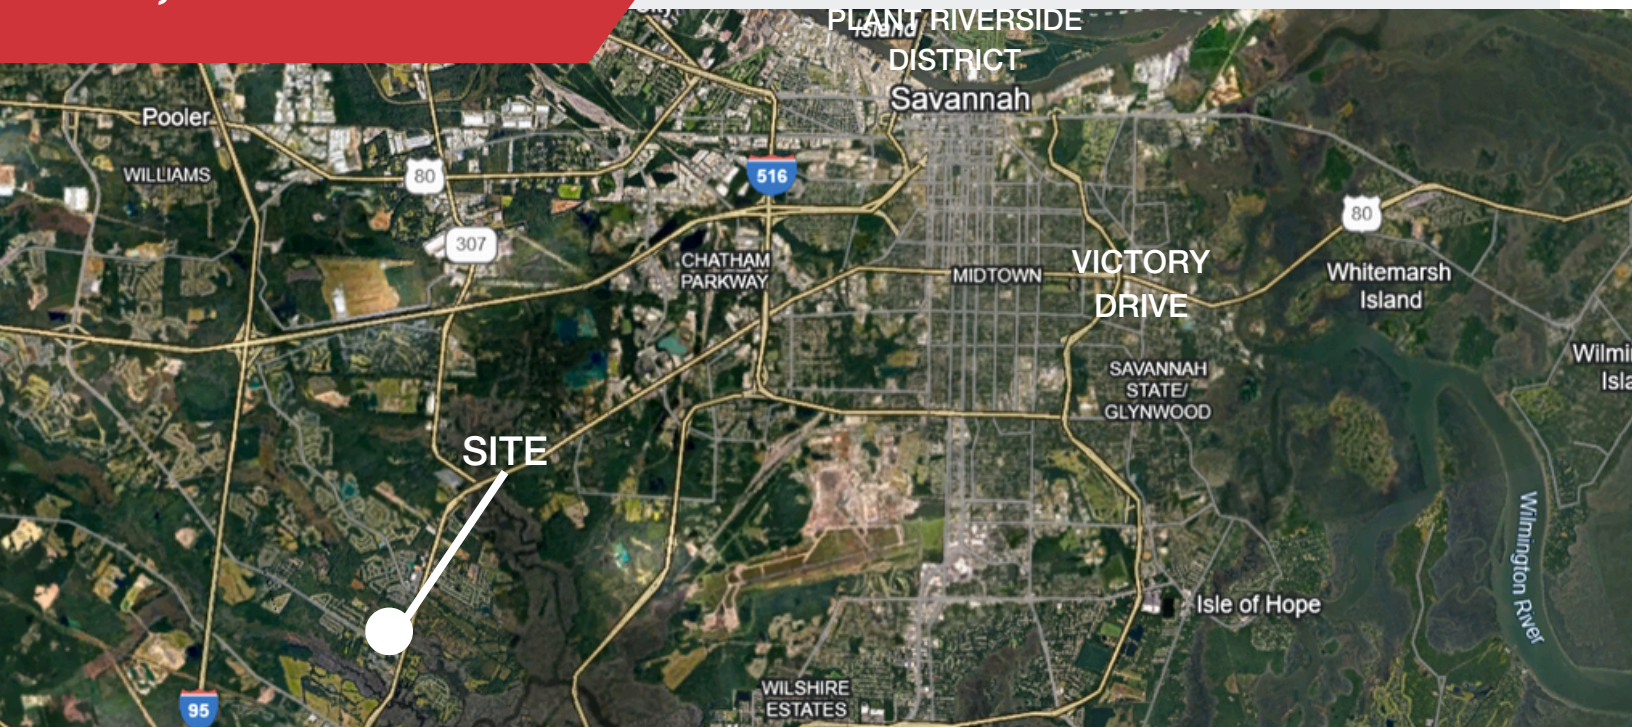 PLANT RIVERSIDE
Island
DISTRICT
Savannah
Pooler
WILLIAMS
80
516
307
80
CHATHAM
PARKWAY
MIDTOWN
VICTORY
DRIVE
Whitemarsh
Island
SAVANNAH
STATE/
GLYNWOOD
SITE
Wilmington River
Isle of Hope
WILSHIRE
ESTATES
95